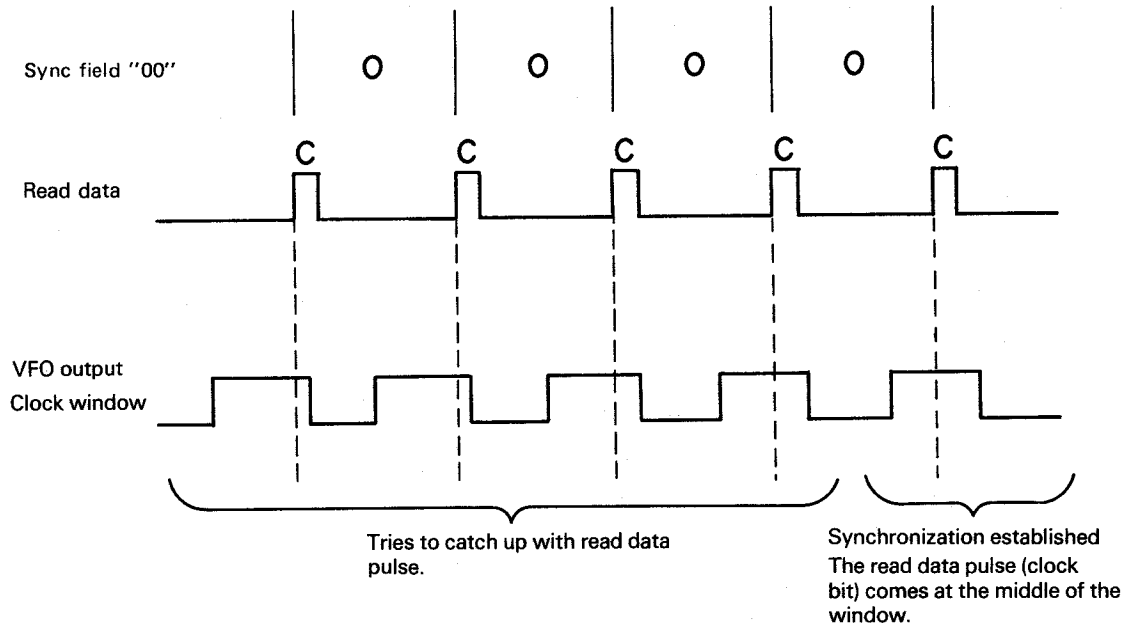 Sync field "00"
O O O O
C C C C C
Read data
VFO output
Clock window
Tries to catch up with read data
pulse.
Synchronization established
The read data pulse (clock
bit) comes at the middle of the
window.